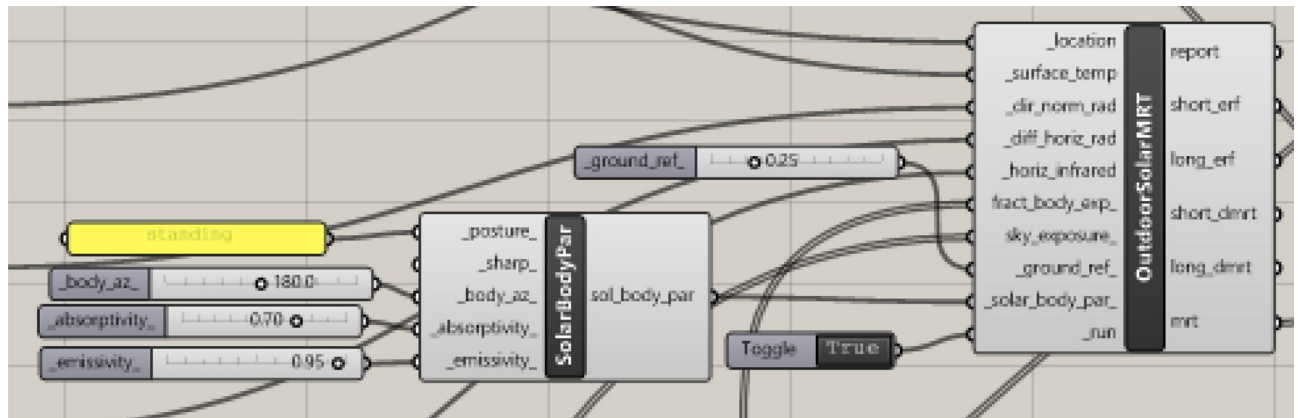 _location
_surface_temp
_dir_norm_rad
_diff_horiz_rad
_horiz_infrared
fract_body_exp_
sky_exposure_
_ground_ref_
_solar_body_par_
_run
OutdoorSolarMRT
report
short_erf
long_erf
short_dmrt
long_dmrt
mrt
_ground_ref_ 0.25
standing
_body_az_ 180.0
_absorptivity_ 0.70
_emissivity_ 0.95
_posture_
_sharp_
_body_az_
_absorptivity_
_emissivity_
SolarBodyPar
sol_body_par
Toggle True